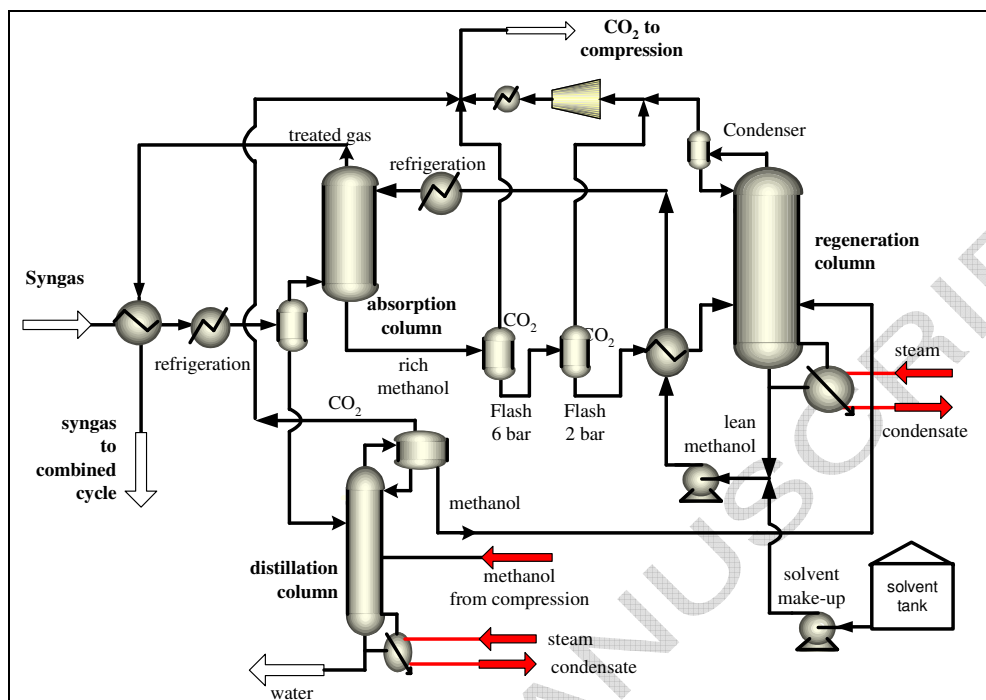 CO2 to
compression
Condenser
treated gas
refrigeration
regeneration
column
Syngas
absorption
column
refrigeration
CO2
CO2
rich
methanol
steam
Flash
6 bar
Flash
2 bar
condensate
lean
methanol
CO2
syngas
to
combined
cycle
methanol
distillation
column
methanol
from compression
solvent
make-up
solvent
tank
steam
condensate
water
ANUSCRIP